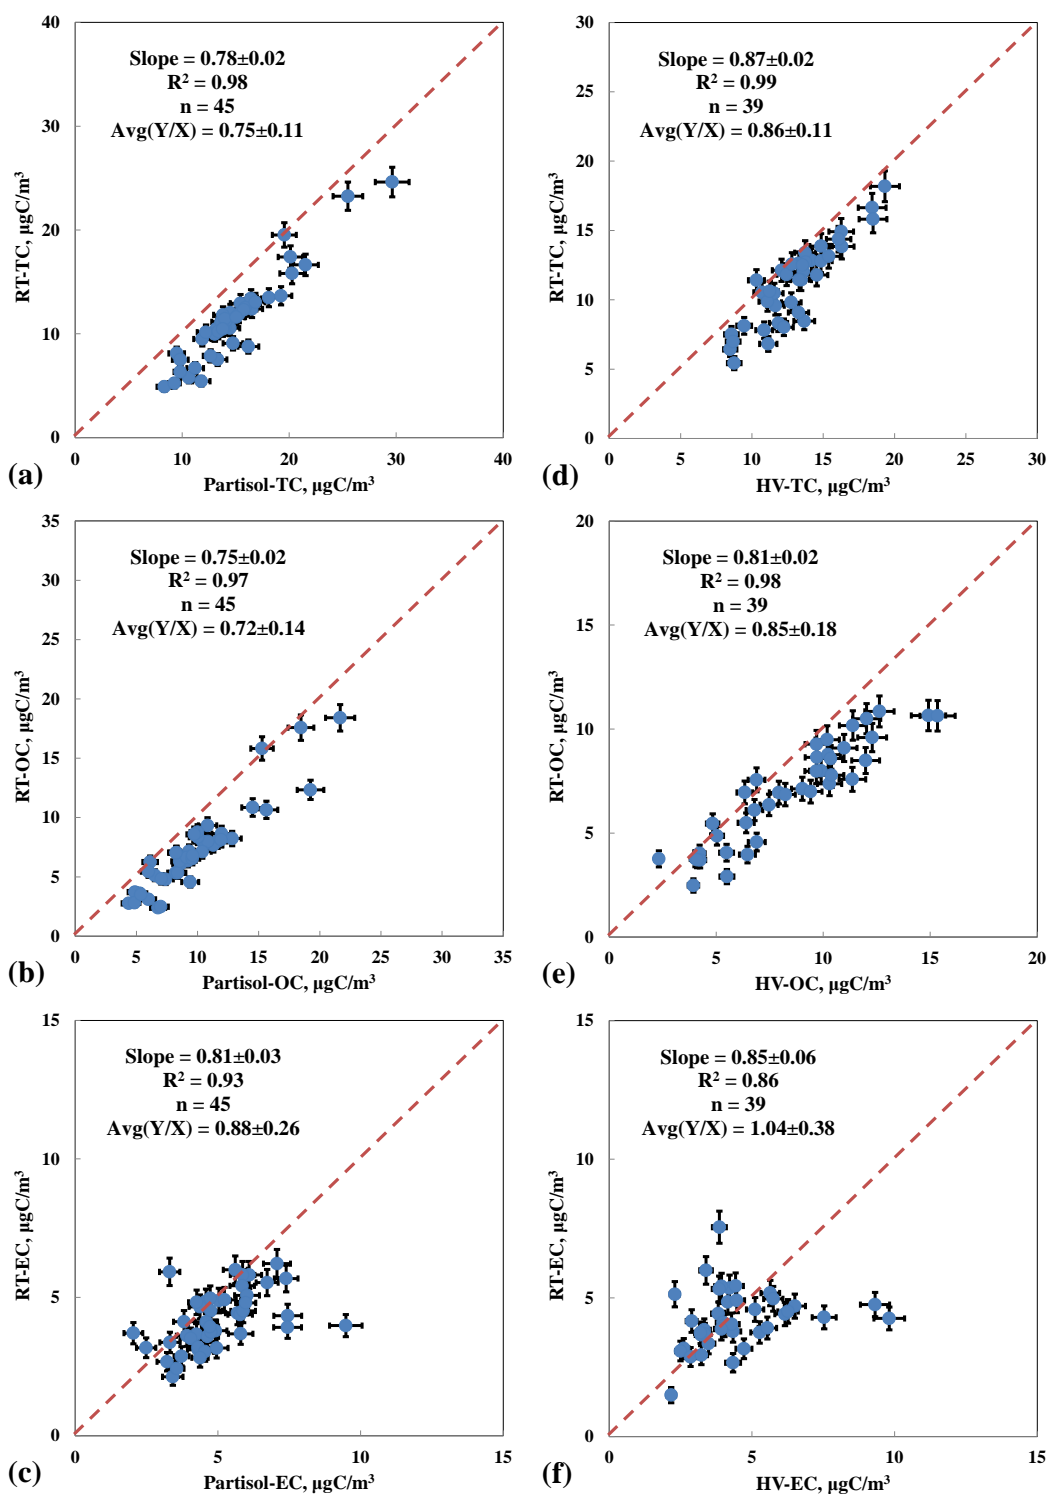 40
30
20
10
0
0 10 20 30 40
RT-TC, µgC/m³
Partisol-TC, µgC/m³
Slope = 0.78±0.02
R² = 0.98
n = 45
Avg(Y/X) = 0.75±0.11
(a)
30
25
20
15
10
5
0
0 5 10 15 20 25 30
RT-TC, µgC/m³
HV-TC, µgC/m³
Slope = 0.87±0.02
R² = 0.99
n = 39
Avg(Y/X) = 0.86±0.11
(d)
35
30
25
20
15
10
5
0
0 5 10 15 20 25 30 35
RT-OC, µgC/m³
Partisol-OC, µgC/m³
Slope = 0.75±0.02
R² = 0.97
n = 45
Avg(Y/X) = 0.72±0.14
(b)
20
15
10
5
0
0 5 10 15 20
RT-OC, µgC/m³
HV-OC, µgC/m³
Slope = 0.81±0.02
R² = 0.98
n = 39
Avg(Y/X) = 0.85±0.18
(e)
15
10
5
0
0 5 10 15
RT-EC, µgC/m³
Partisol-EC, µgC/m³
Slope = 0.81±0.03
R² = 0.93
n = 45
Avg(Y/X) = 0.88±0.26
(c)
15
10
5
0
0 5 10 15
RT-EC, µgC/m³
HV-EC, µgC/m³
Slope = 0.85±0.06
R² = 0.86
n = 39
Avg(Y/X) = 1.04±0.38
(f)